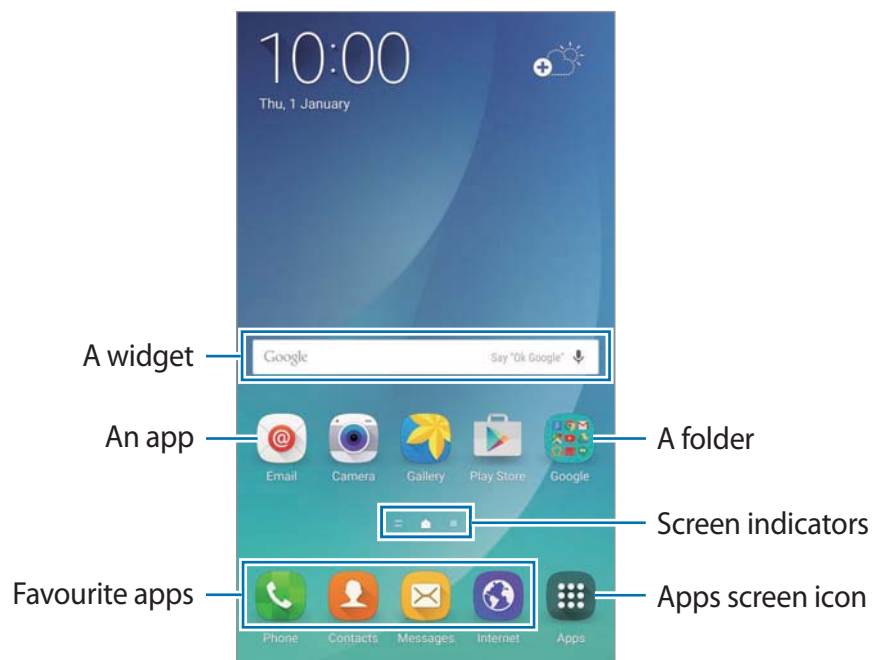 10:00
Thu, 1 January
A widget
Google Say "Ok Google"
An app
A folder
Email Camera Gallery Play Store Google
Screen indicators
Favourite apps
Apps screen icon
Phone Contacts Messages Internet Apps